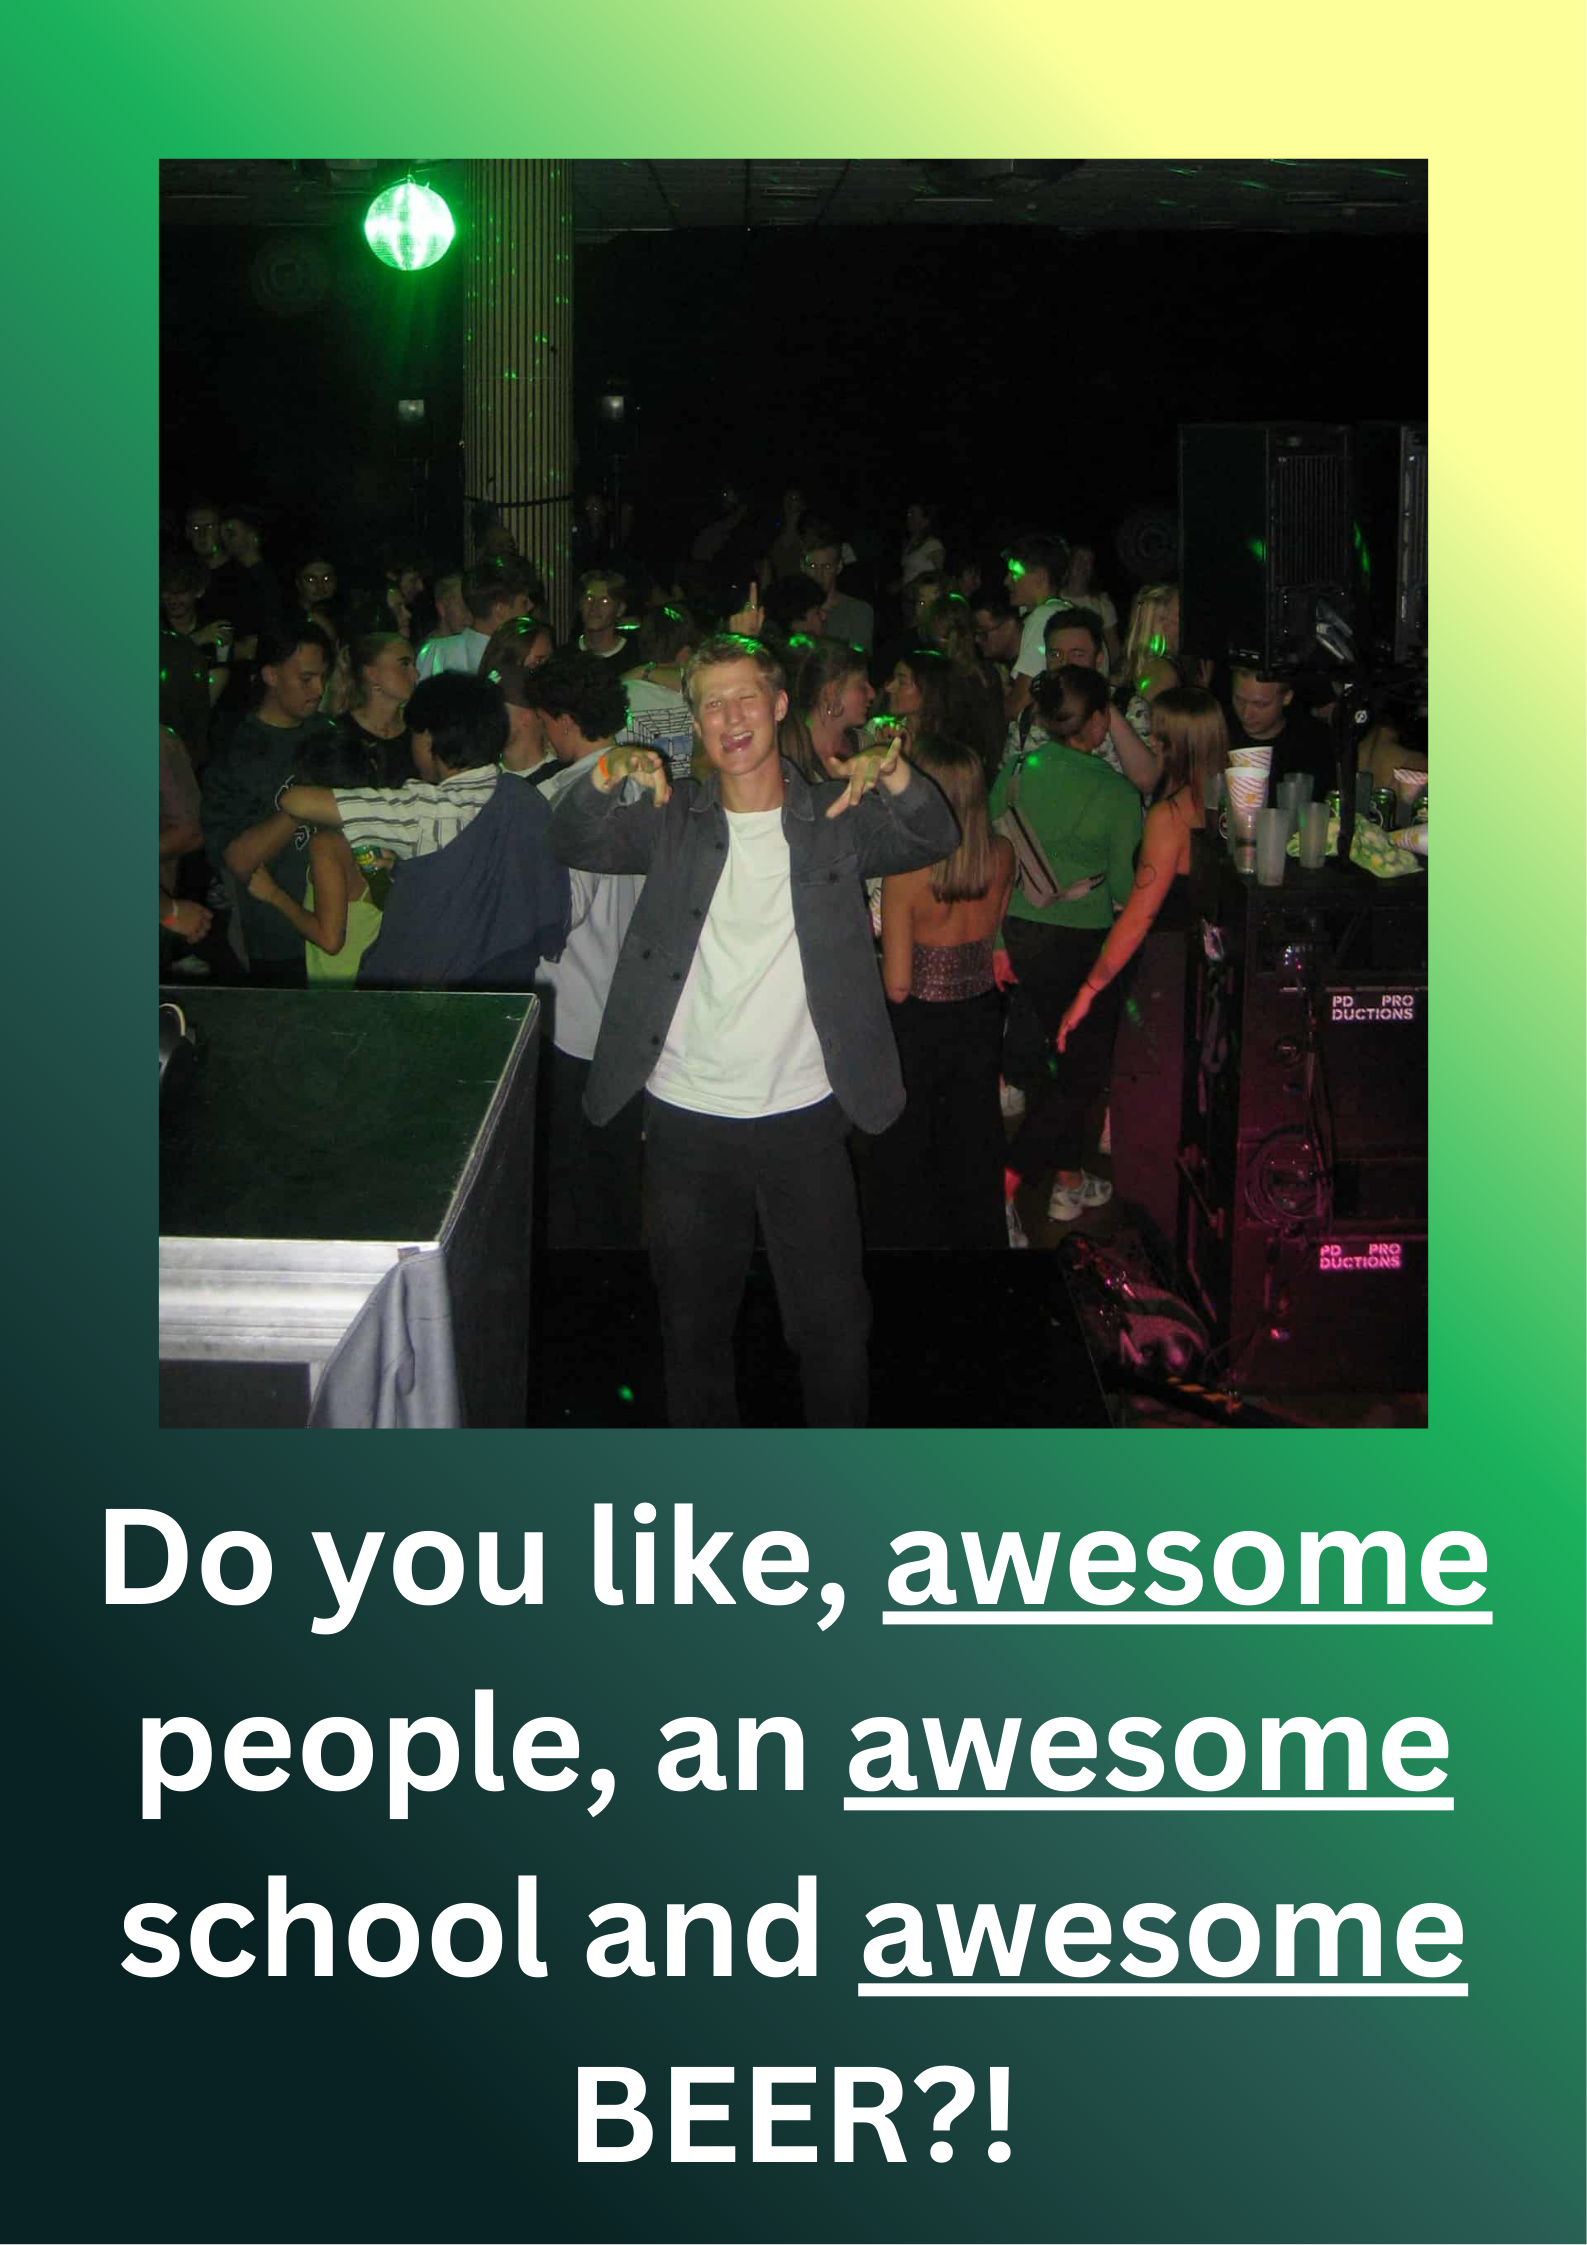 PD PRO
DUCTIONS
PD PRO
DUCTIONS
Do you like, awesome
people, an awesome
school and awesome
BEER?!